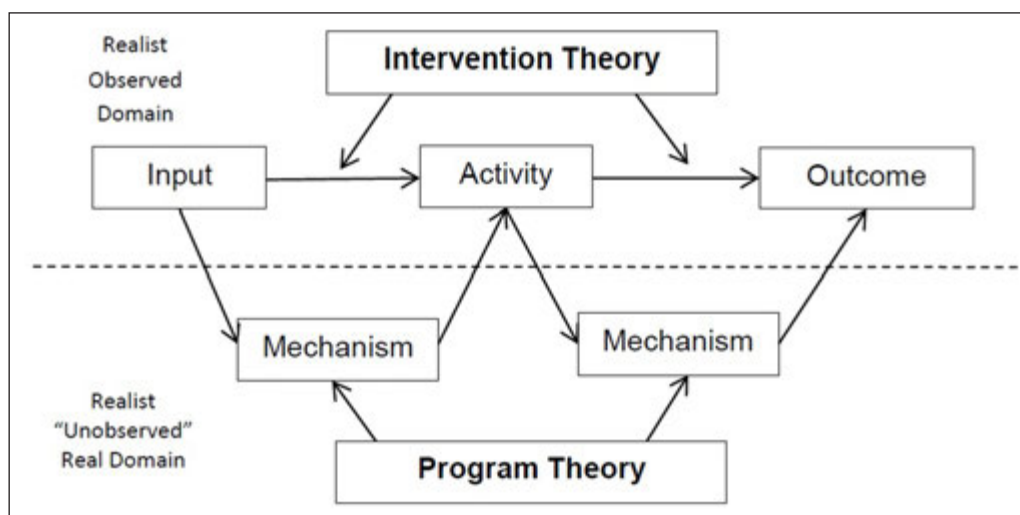 Realist
Observed
Domain
Intervention Theory
Input
Activity
Outcome
Mechanism
Mechanism
Realist
“Unobserved”
Real Domain
Program Theory